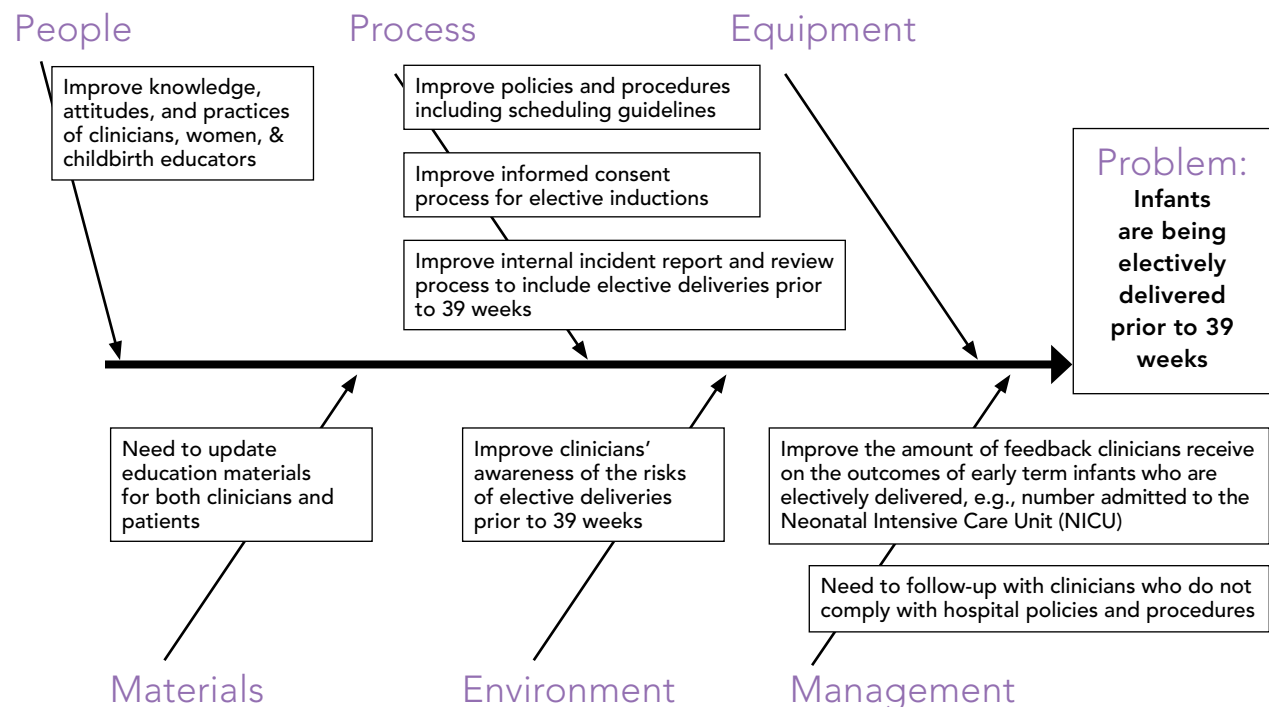 People
Process
Equipment
Improve knowledge,
attitudes, and practices
of clinicians, women, &
childbirth educators
Improve policies and procedures
including scheduling guidelines
Improve informed consent
process for elective inductions
Improve internal incident report and review
process to include elective deliveries prior
to 39 weeks
Problem:
Infants
are being
electively
delivered
prior to 39
weeks
Need to update
education materials
for both clinicians and
patients
Improve clinicians’
awareness of the risks
of elective deliveries
prior to 39 weeks
Improve the amount of feedback clinicians receive
on the outcomes of early term infants who are
electively delivered, e.g., number admitted to the
Neonatal Intensive Care Unit (NICU)
Need to follow-up with clinicians who do not
comply with hospital policies and procedures
Materials
Environment
Management